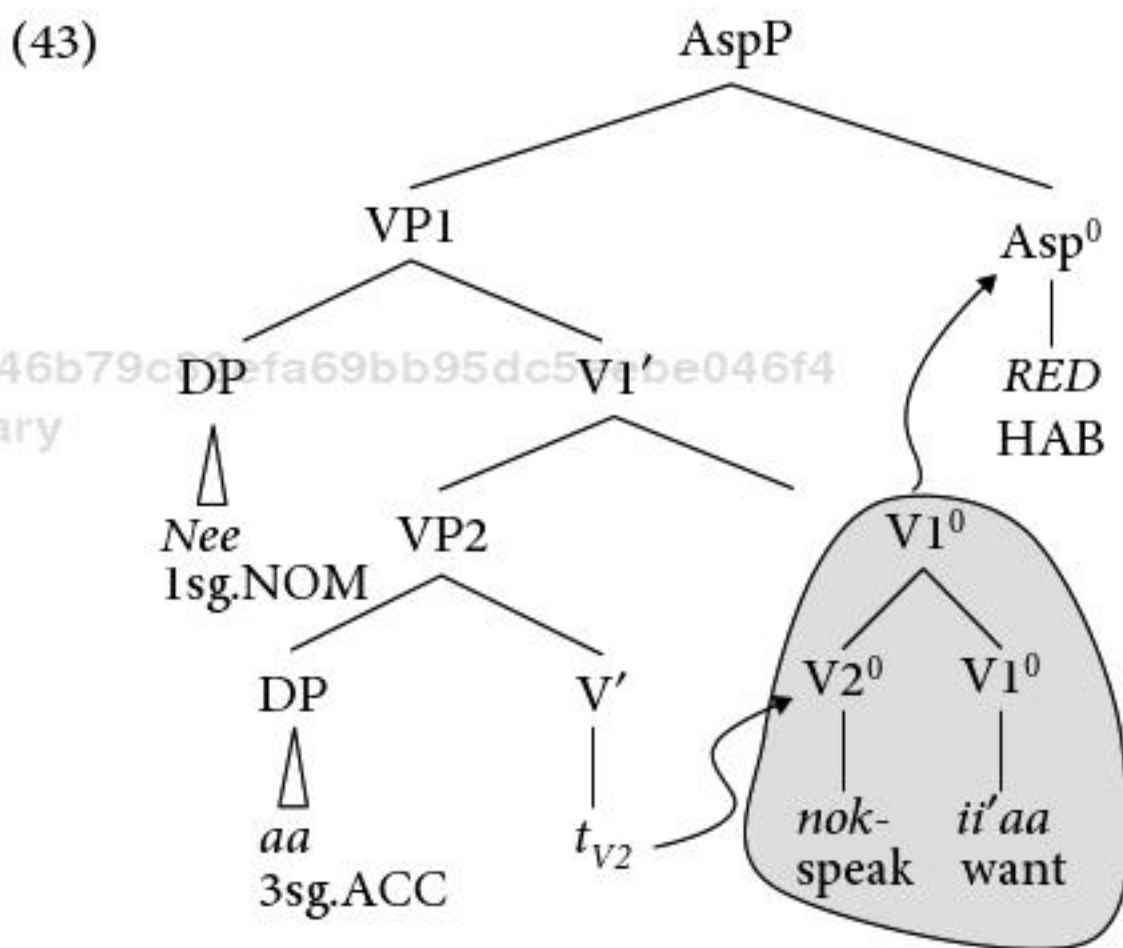 (43)
AspP
VP1 Asp⁰
DP V1′ RED
HAB
Nee VP2 V1⁰
1sg.NOM
DP V′ V2⁰ V1⁰
aa t_V2 nok- ii′aa
3sg.ACC speak want
ary